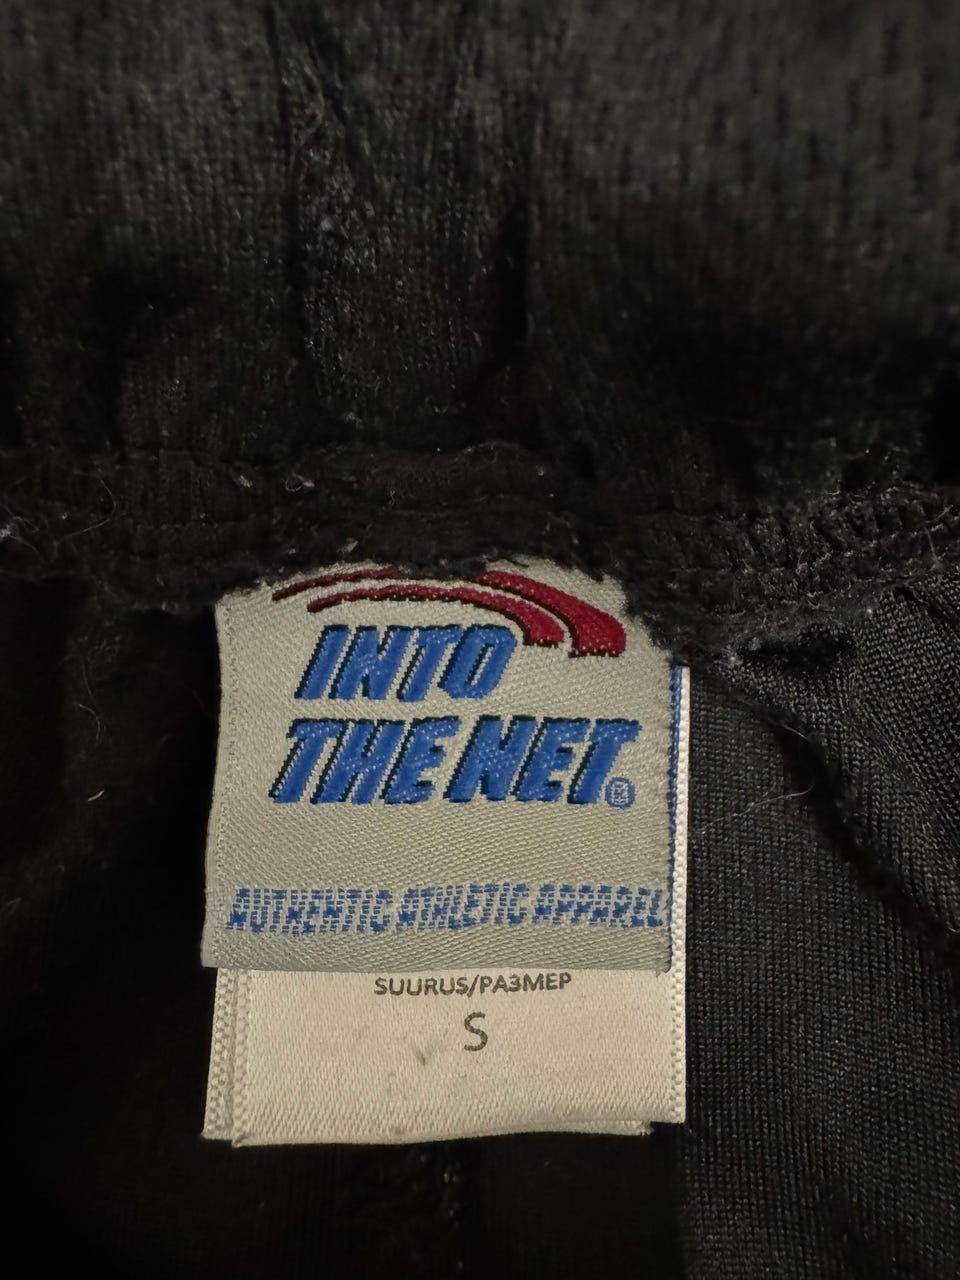 INTO
THE NET®
AUTHENTIC ATHLETIC APPAREL
SUURUS/РАЗМЕР
S